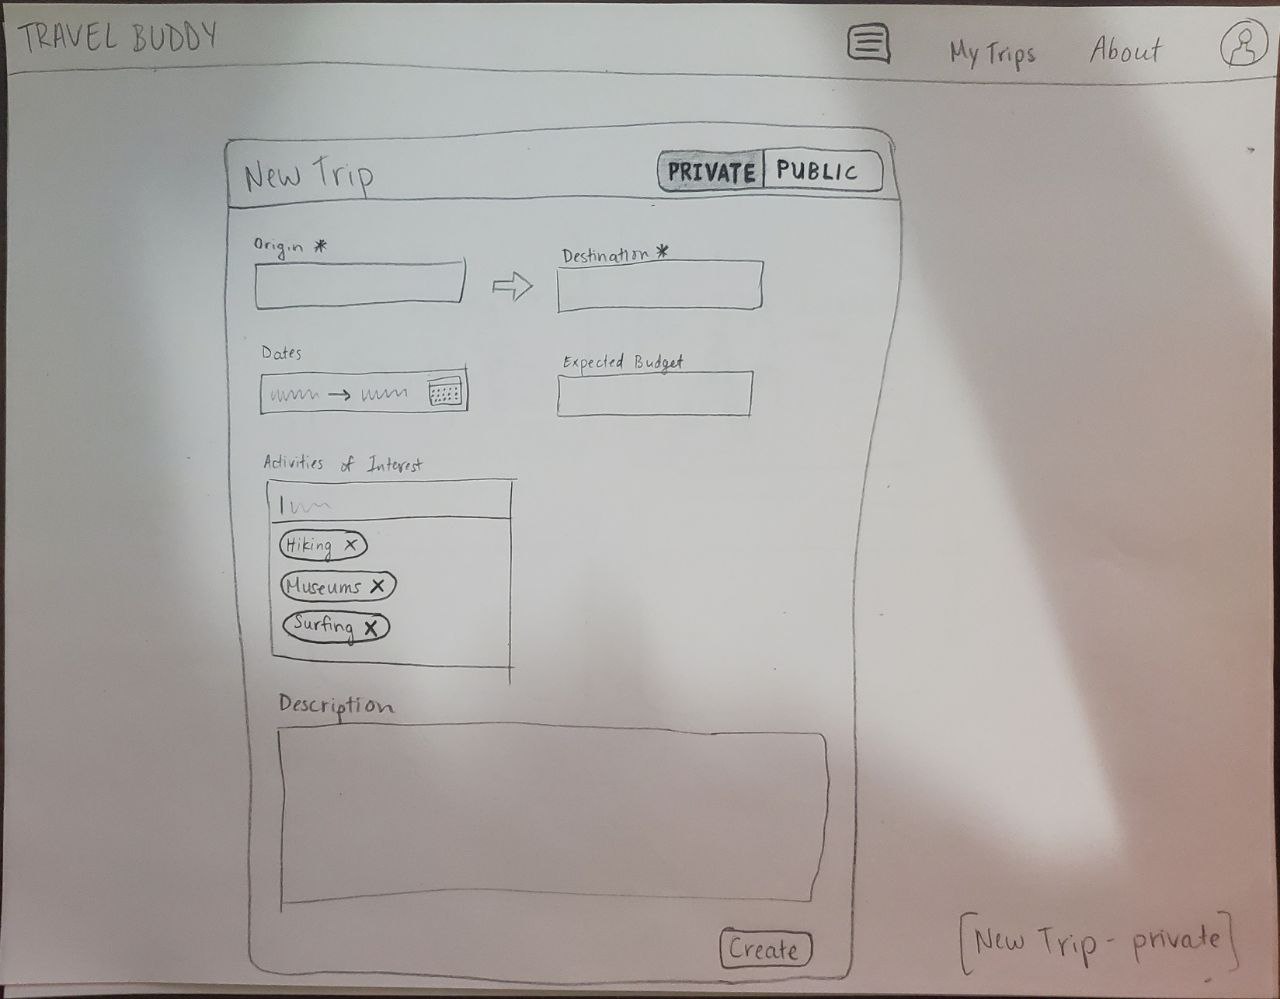 TRAVEL BUDDY
My Trips
About
New Trip
PRIVATE
PUBLIC
Origin *
Destination *
Dates
Expected Budget
Activities of Interest
Hiking X
Museums X
Surfing X
Description
Create
[New Trip - private]